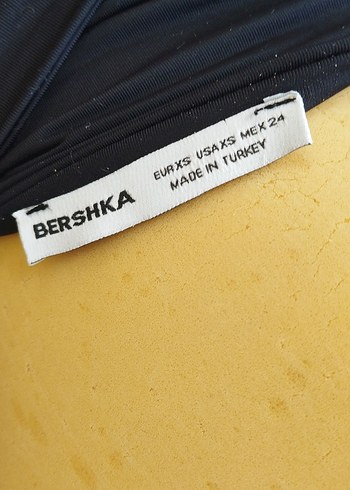 BERSHKA
EUR XS USA XS MEX 24
MADE IN TURKEY